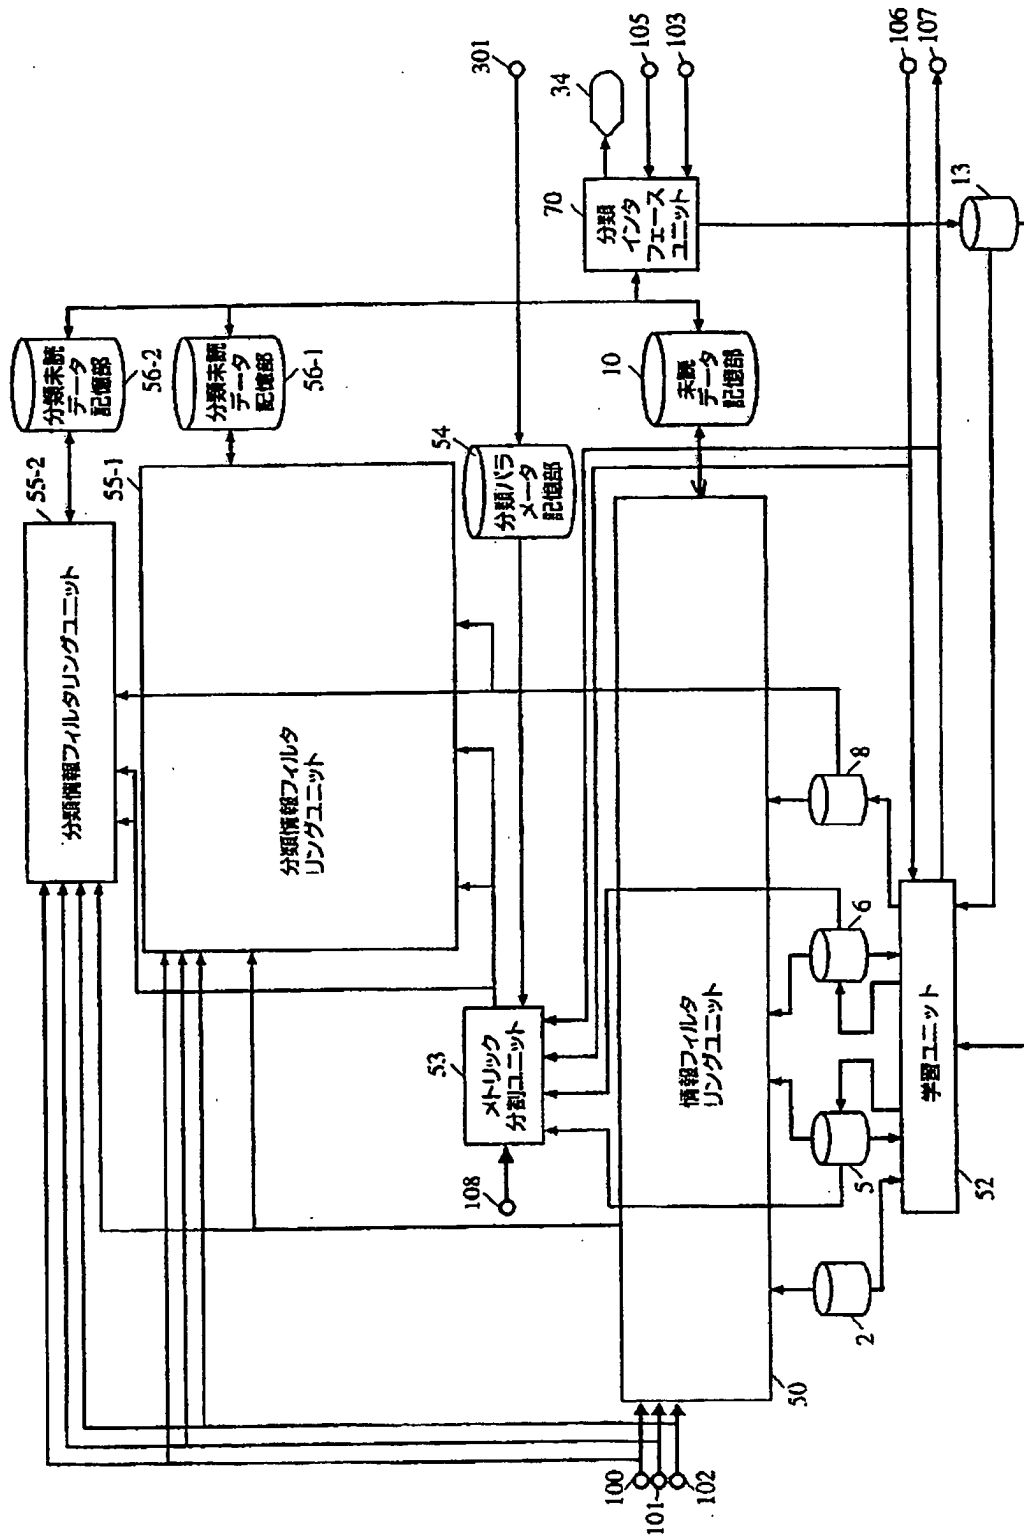 分類情報フィルタリングユニット
55-2
分類未読
データ
記憶部
56-2
分類情報フィルタ
リングユニット
55-1
分類未読
データ
記憶部
56-1
メトリック
分割ユニット
53
108
分類パラ
メータ
記憶部
54
301
情報フィルタ
リングユニット
50
100
101
102
未読
データ
記憶部
10
分類
インタ
フェース
ユニット
70
34
105
103
2
5
6
8
学習ユニット
52
106
107
13